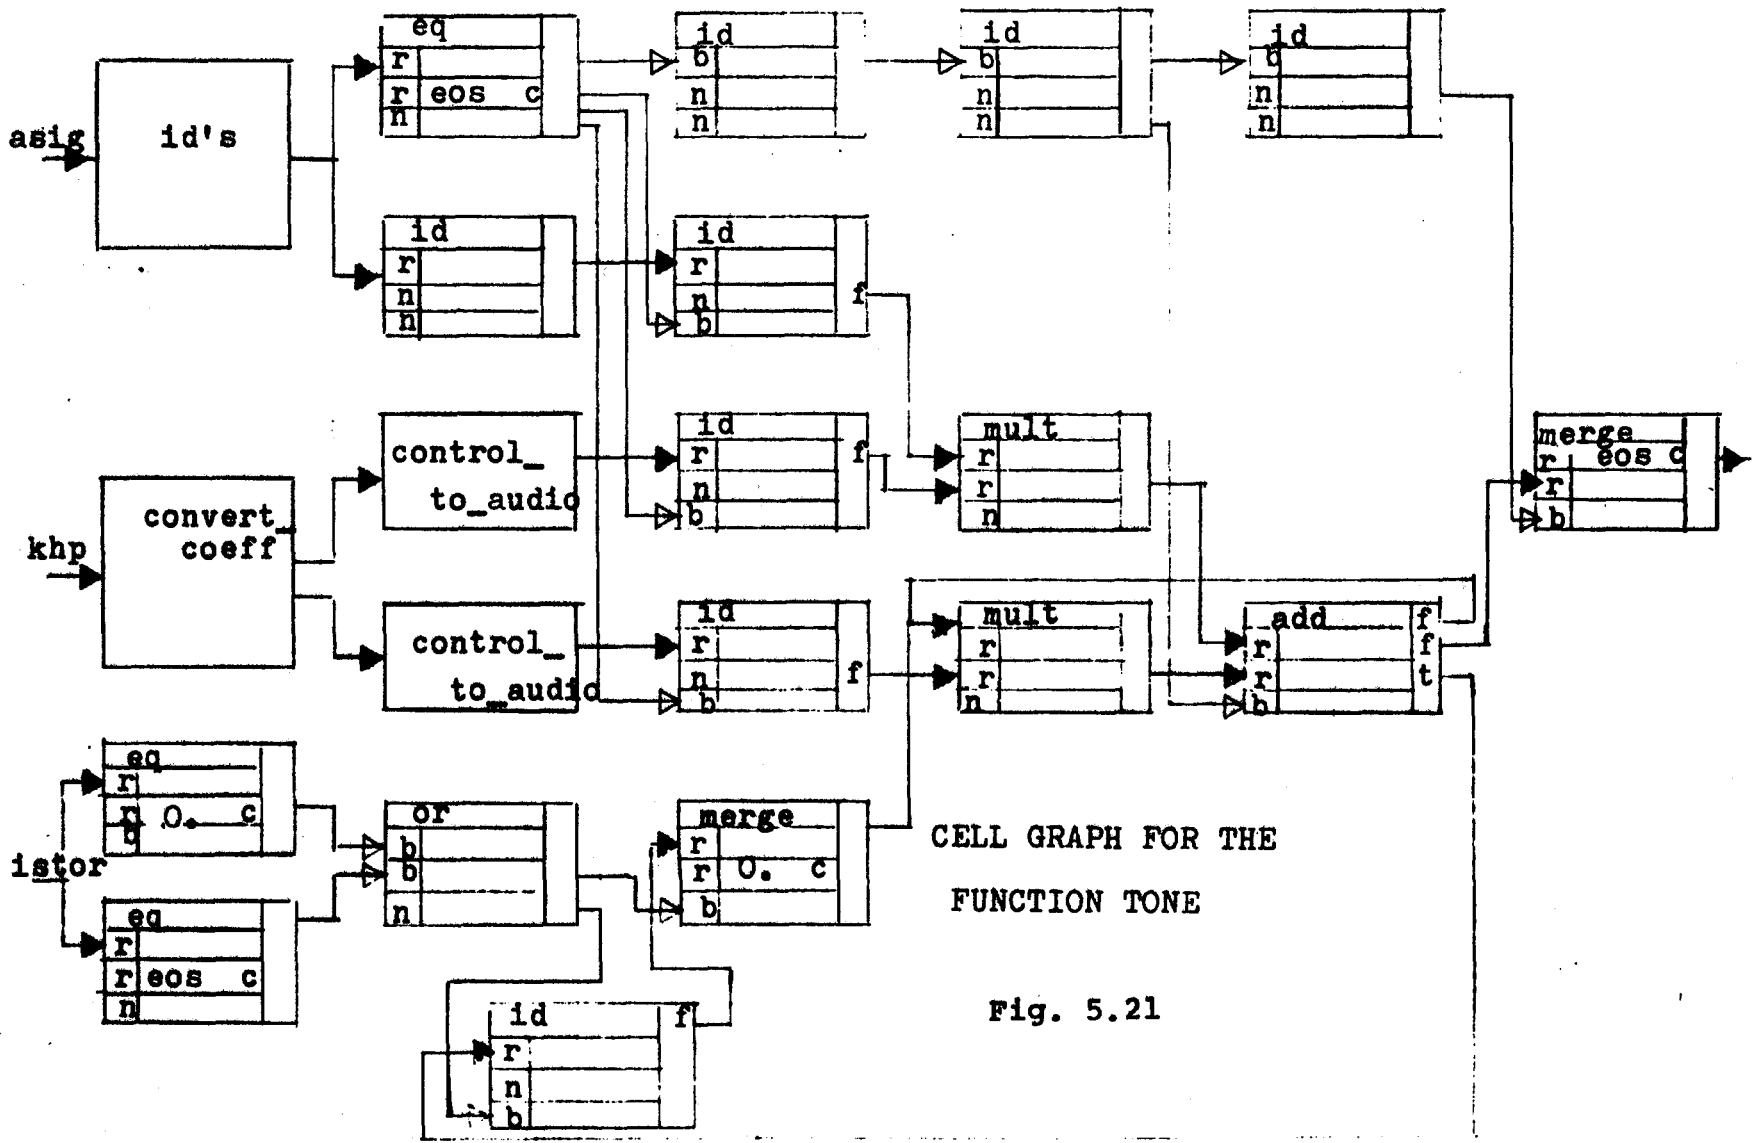 asig
id's
eq
r
r eos c
n
id
b
n
n
id
b
n
n
id
b
n
n
id
r
n
n
id
r
n f
b
khp
convert_
coeff
control_
to_audio
id
r f
n
b
mult
r
r
n
merge
r eos c
r
b
control_
to_audio
id
r
n f
b
mult
r
r
n
add f
r f
r t
b
istor
eq
r
r 0. c
b
eq
r
r eos c
n
or
b
b
n
merge
r
r 0. c
b
id f
r
n
b
CELL GRAPH FOR THE
FUNCTION TONE
Fig. 5.21